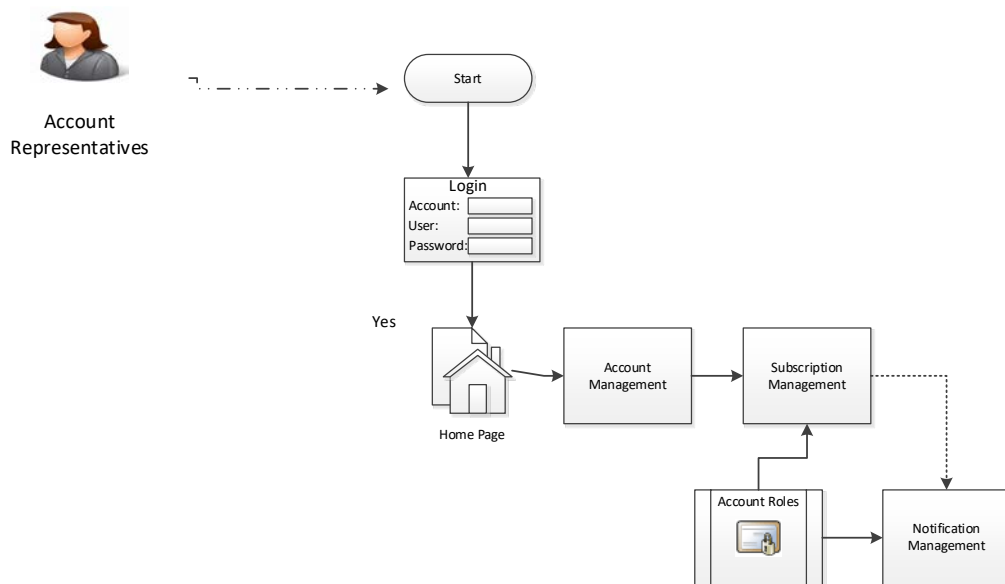 Account
Representatives
Start
Login
Account:
User:
Password:
Yes
Home Page
Account
Management
Subscription
Management
Account Roles
Notification
Management